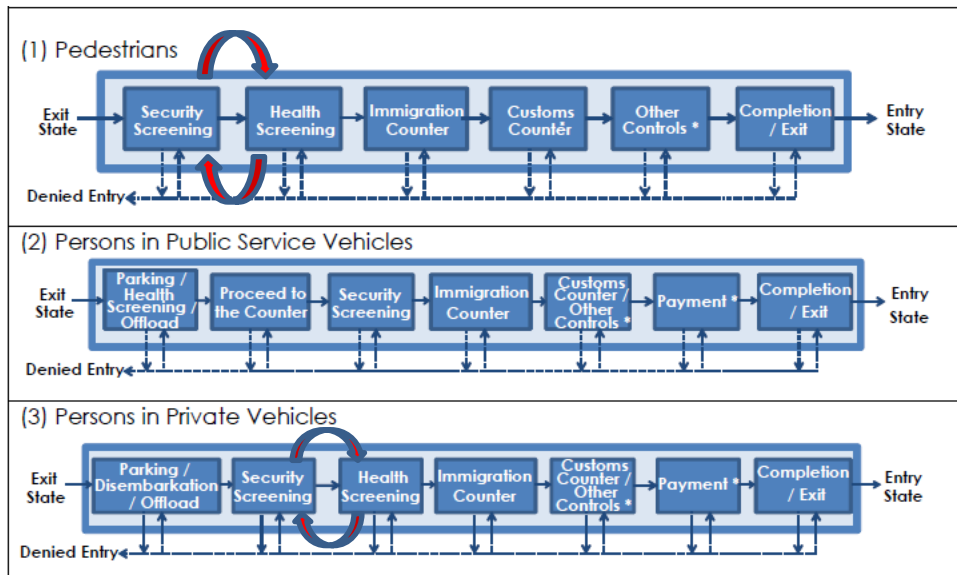 (1) Pedestrians
Exit
State
Security
Screening
Health
Screening
Immigration
Counter
Customs
Counter*
Other
Controls *
Completion
/ Exit
Entry
State
Denied Entry
(2) Persons in Public Service Vehicles
Exit
State
Parking /
Health
Screening /
Offload
Proceed to
the Counter
Security
Screening
Immigration
Counter
Customs
Counter /
Other
Controls *
Payment *
Completion
/ Exit
Entry
State
Denied Entry
(3) Persons in Private Vehicles
Exit
State
Parking /
Disembarkation
/ Offload
Security
Screening
Health
Screening
Immigration
Counter
Customs
Counter /
Other
Controls *
Payment *
Completion
/ Exit
Entry
State
Denied Entry